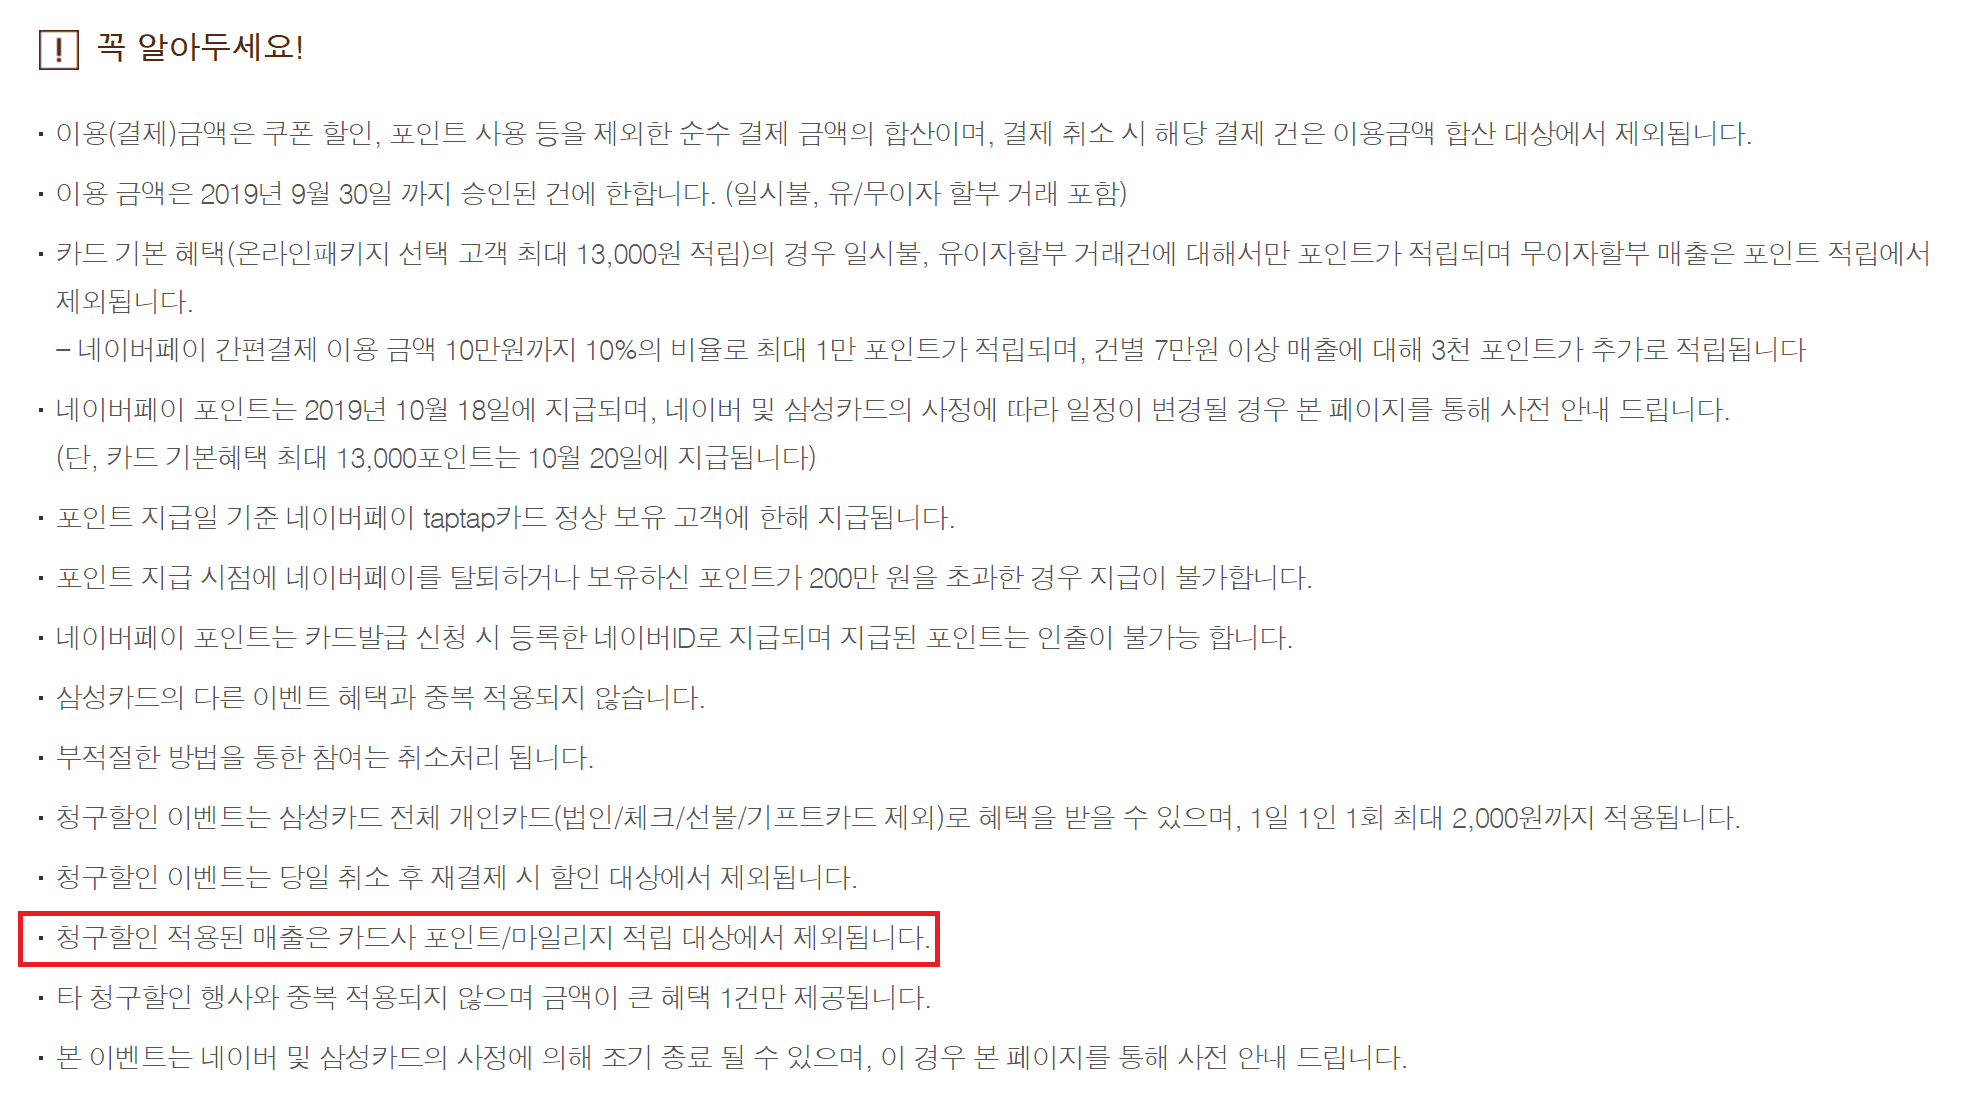 ! 꼭 알아두세요!
· 이용(결제)금액은 쿠폰 할인, 포인트 사용 등을 제외한 순수 결제 금액의 합산이며, 결제 취소 시 해당 결제 건은 이용금액 합산 대상에서 제외됩니다.
· 이용 금액은 2019년 9월 30일 까지 승인된 건에 한합니다. (일시불, 유/무이자 할부 거래 포함)
· 카드 기본 혜택(온라인패키지 선택 고객 최대 13,000원 적립)의 경우 일시불, 유이자할부 거래건에 대해서만 포인트가 적립되며 무이자할부 매출은 포인트 적립에서
제외됩니다.
– 네이버페이 간편결제 이용 금액 10만원까지 10%의 비율로 최대 1만 포인트가 적립되며, 건별 7만원 이상 매출에 대해 3천 포인트가 추가로 적립됩니다
· 네이버페이 포인트는 2019년 10월 18일에 지급되며, 네이버 및 삼성카드의 사정에 따라 일정이 변경될 경우 본 페이지를 통해 사전 안내 드립니다.
(단, 카드 기본혜택 최대 13,000포인트는 10월 20일에 지급됩니다)
· 포인트 지급일 기준 네이버페이 taptap카드 정상 보유 고객에 한해 지급됩니다.
· 포인트 지급 시점에 네이버페이를 탈퇴하거나 보유하신 포인트가 200만 원을 초과한 경우 지급이 불가합니다.
· 네이버페이 포인트는 카드발급 신청 시 등록한 네이버ID로 지급되며 지급된 포인트는 인출이 불가능 합니다.
· 삼성카드의 다른 이벤트 혜택과 중복 적용되지 않습니다.
· 부적절한 방법을 통한 참여는 취소처리 됩니다.
· 청구할인 이벤트는 삼성카드 전체 개인카드(법인/체크/선불/기프트카드 제외)로 혜택을 받을 수 있으며, 1일 1인 1회 최대 2,000원까지 적용됩니다.
· 청구할인 이벤트는 당일 취소 후 재결제 시 할인 대상에서 제외됩니다.
· 청구할인 적용된 매출은 카드사 포인트/마일리지 적립 대상에서 제외됩니다.
· 타 청구할인 행사와 중복 적용되지 않으며 금액이 큰 혜택 1건만 제공됩니다.
· 본 이벤트는 네이버 및 삼성카드의 사정에 의해 조기 종료 될 수 있으며, 이 경우 본 페이지를 통해 사전 안내 드립니다.